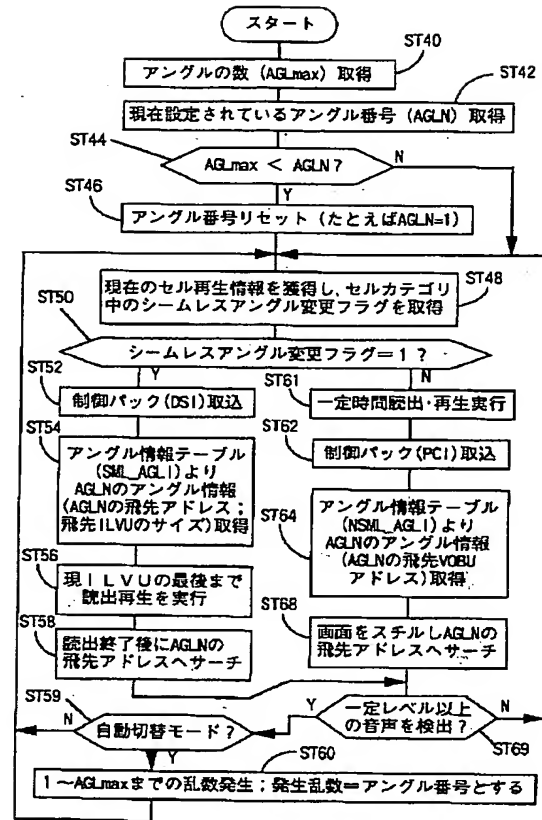 スタート
ST40
アングルの数 (AGLmax) 取得
ST42
現在設定されているアングル番号 (AGLN) 取得
ST44
AGLmax < AGLN?
N
Y
ST46
アングル番号リセット (たとえばAGLN=1)
ST48
現在のセル再生情報を獲得し、セルカテゴリ
中のシームレスアングル変更フラグを取得
ST50
シームレスアングル変更フラグ=1?
Y
N
ST52
制御パック(DSI)取込
ST61
一定時間読出・再生実行
ST62
制御パック(PCI)取込
ST54
アングル情報テーブル
(SML_AGLI)より
AGLNのアングル情報
(AGLNの飛先アドレス;
飛先ILVUのサイズ)取得
ST64
アングル情報テーブル
(NSML_AGLI)より
AGLNのアングル情報
(AGLNの飛先VOBU
アドレス)取得
ST56
現ILVUの最後まで
読出再生を実行
ST58
読出終了後にAGLNの
飛先アドレスへサーチ
ST68
画面をスチルしAGLNの
飛先アドレスへサーチ
ST59
N
自動切替モード?
Y
Y
一定レベル以上
の音声を検出?
N
ST69
ST60
1~AGLmaxまでの乱数発生;発生乱数=アングル番号とする